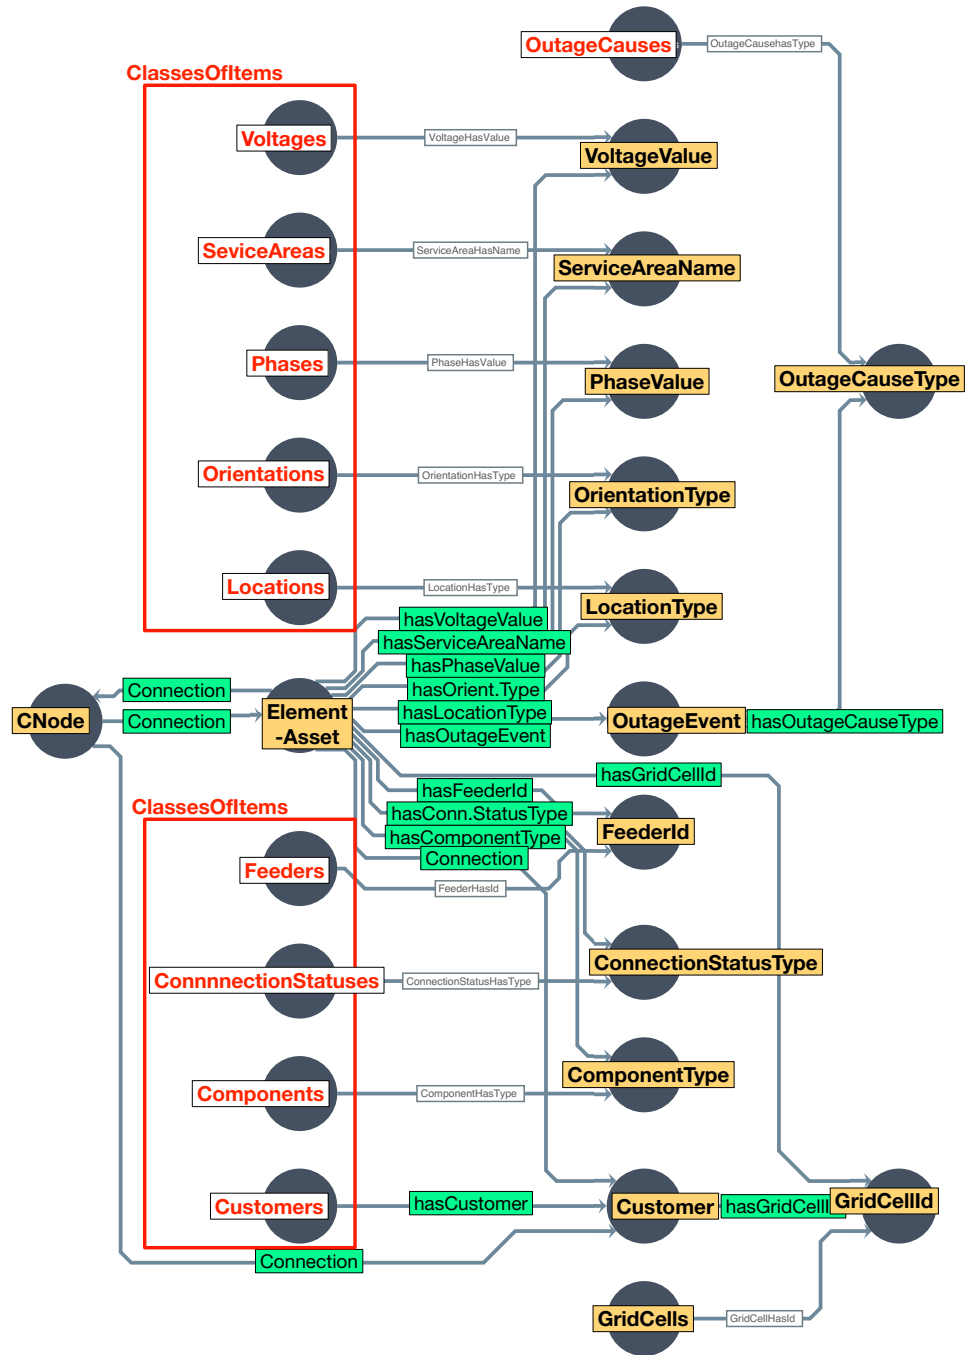 OutageCauses
OutageCausehasType
ClassesOfItems
Voltages
VoltageHasValue
VoltageValue
SeviceAreas
ServiceAreaHasName
ServiceAreaName
Phases
PhaseHasValue
PhaseValue
OutageCauseType
Orientations
OrientationHasType
OrientationType
Locations
LocationHasType
LocationType
hasVoltageValue
hasServiceAreaName
hasPhaseValue
hasOrient.Type
hasLocationType
hasOutageEvent
Connection
Connection
CNode
Element
-Asset
OutageEvent
hasOutageCauseType
hasGridCellId
hasFeederId
hasConn.StatusType
hasComponentType
Connection
ClassesOfItems
FeederId
Feeders
FeederHasId
ConnnnectionStatuses
ConnectionStatusHasType
ConnectionStatusType
Components
ComponentHasType
ComponentType
Customers
hasCustomer
Customer
hasGridCellI
GridCellId
Connection
GridCells
GridCellHasId